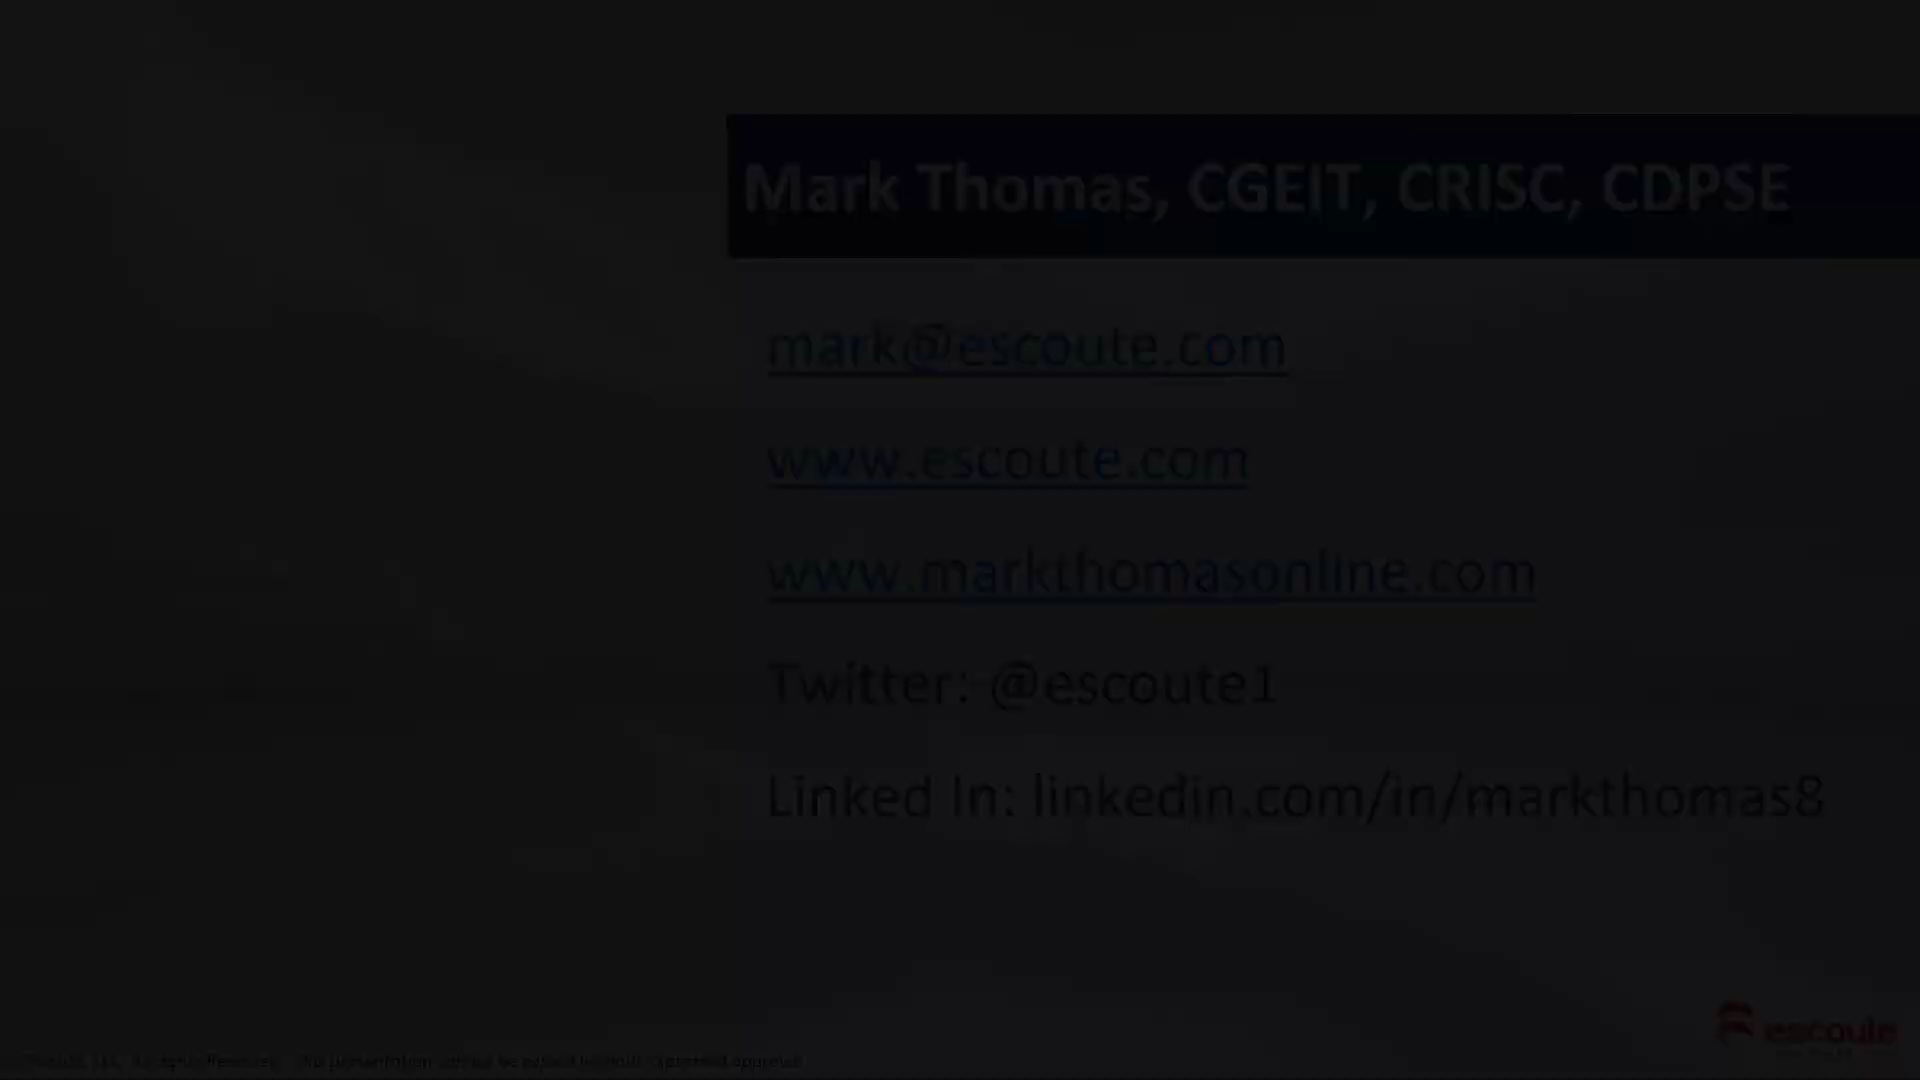 Mark Thomas, CGEIT, CRISC, CDPSE
mark@escoute.com
www.escoute.com
www.markthomasonline.com
Twitter: @escoute1
Linked In: linkedin.com/in/markthomas8
escoute